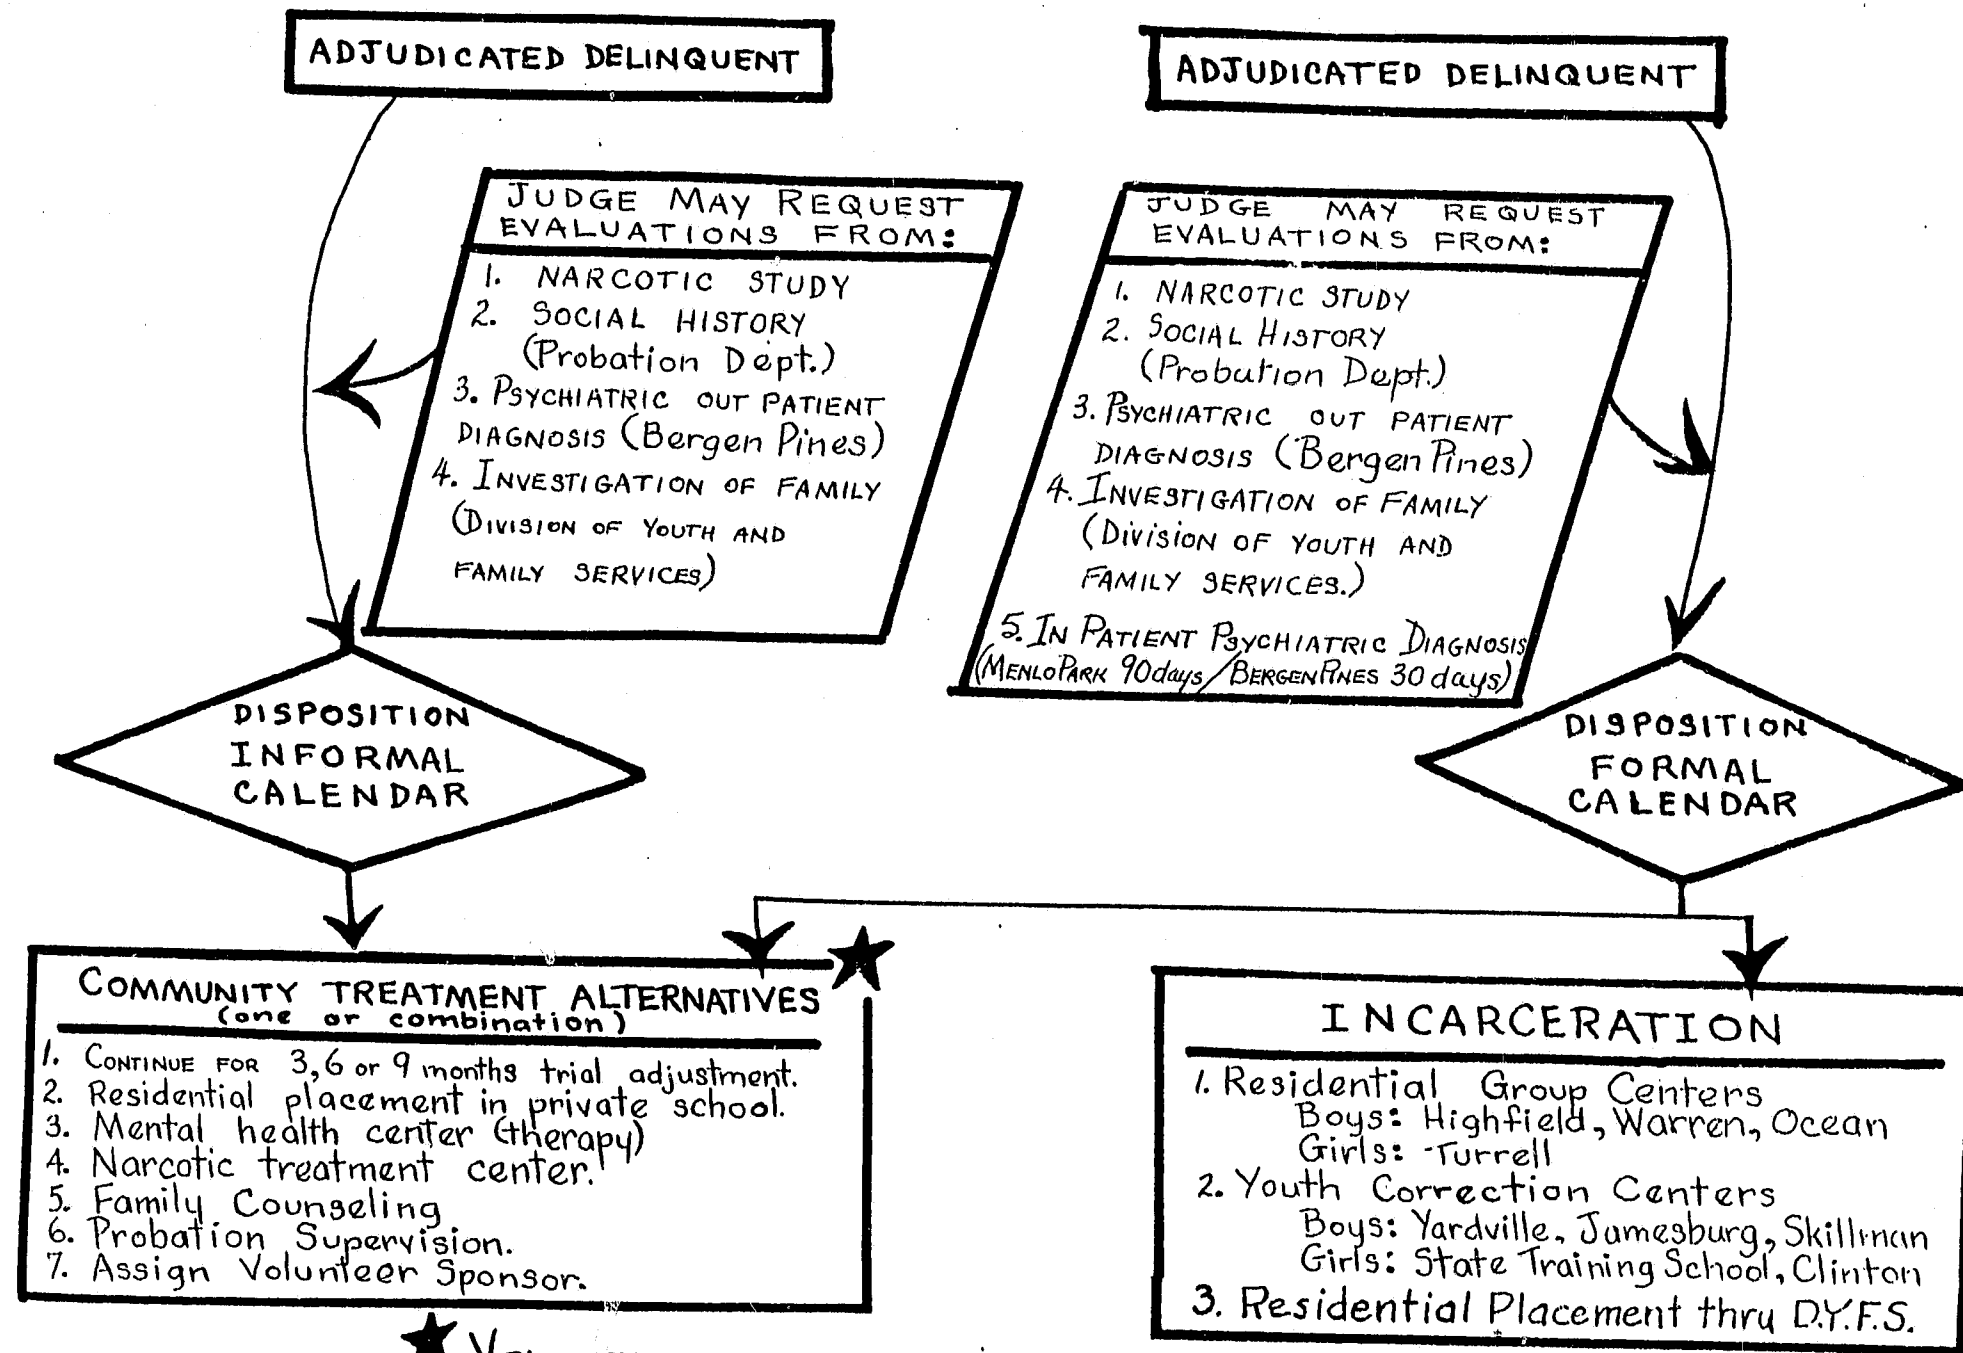 ADJUDICATED DELINQUENT
JUDGE MAY REQUEST
EVALUATIONS FROM:
1. NARCOTIC STUDY
2. SOCIAL HISTORY
(Probation Dept.)
3. PSYCHIATRIC OUT PATIENT
DIAGNOSIS (Bergen Pines)
4. INVESTIGATION OF FAMILY
(DIVISION OF YOUTH AND
FAMILY SERVICES)
DISPOSITION
INFORMAL
CALENDAR
ADJUDICATED DELINQUENT
JUDGE MAY REQUEST
EVALUATIONS FROM:
1. NARCOTIC STUDY
2. SOCIAL HISTORY
(Probation Dept.)
3. PSYCHIATRIC OUT PATIENT
DIAGNOSIS (Bergen Pines)
4. INVESTIGATION OF FAMILY
(Division OF YOUTH AND
FAMILY SERVICES.)
5. IN PATIENT PSYCHIATRIC DIAGNOSIS
(MENLO PARK 90 days/BERGEN PINES 30 days)
DISPOSITION
FORMAL
CALENDAR
COMMUNITY TREATMENT ALTERNATIVES
(one or combination)
1. CONTINUE FOR 3, 6 or 9 months trial adjustment.
2. Residential placement in private school.
3. Mental health center (therapy)
4. Narcotic treatment center.
5. Family Counseling
6. Probation Supervision.
7. Assign Volunteer Sponsor.
INCARCERATION
1. Residential Group Centers
Boys: Highfield, Warren, Ocean
Girls: -Turrell
2. Youth Correction Centers
Boys: Yardville, Jamesburg, Skillman
Girls: State Training School, Clinton
3. Residential Placement thru D.Y.F.S.